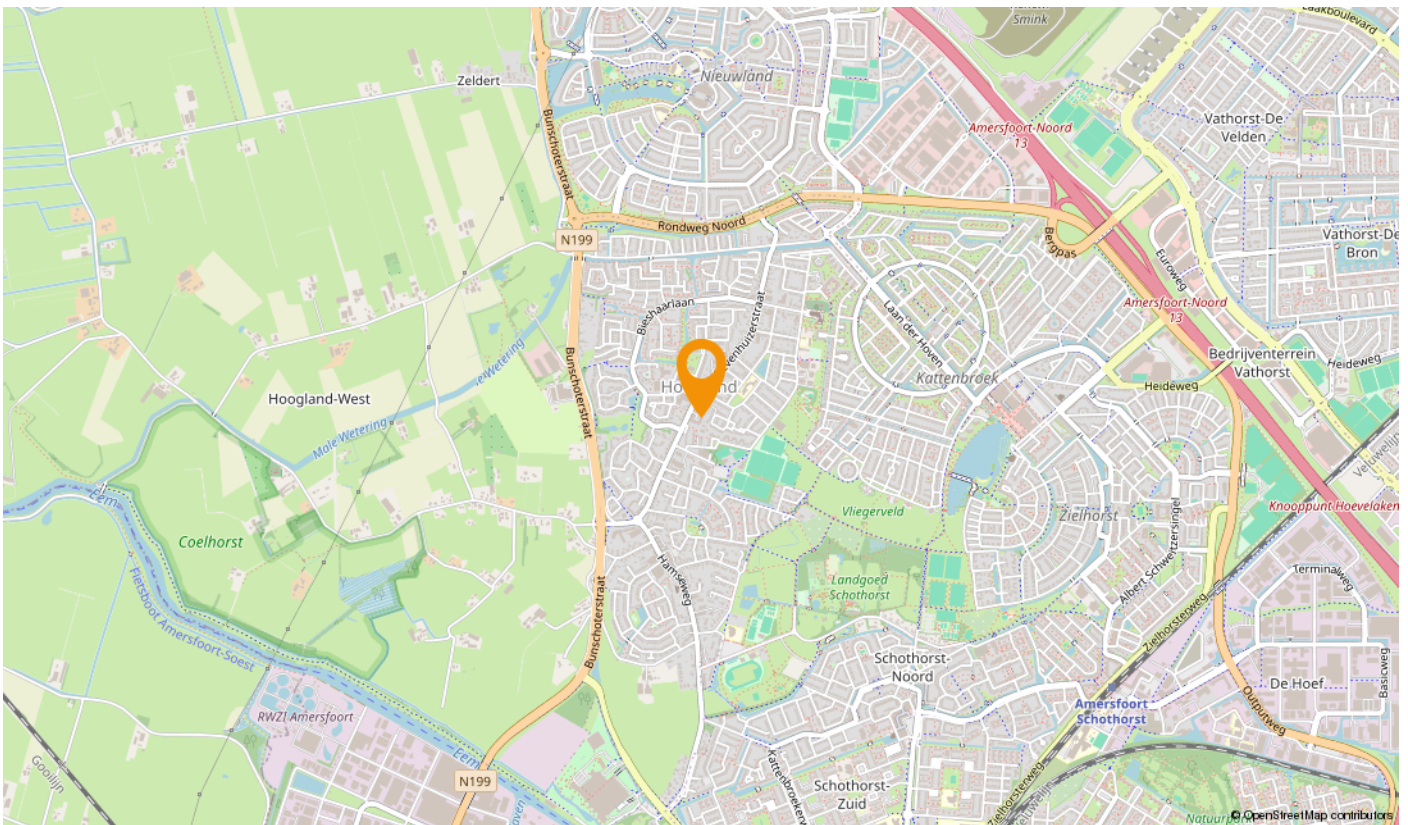 Smink
Laakboulevard
Nieuwland
Zeldert
Bunschoterstraat
Amersfoort-Noord
13
Vathorst-De
Velden
Rondweg Noord
N199
Bergpas
Vathorst-De
Bron
Euroweg
Bieshaarlaan
Laan der Hoven
Amersfoort-Noord
13
Bedrijventerrein
Vathorst
Heideweg
Heideweg
Kattenbroek
Bunschoterstraat
Hoogland-West
Male Wetering
Veluwelijn
Eem
Vliegerveld
Zielhorst
Knooppunt Hoevelaken
Coelhorst
Albert Schweitzersingel
Hamseweg
Landgoed
Schothorst
Terminalweg
Fietsboot Amersfoort-Soest
Bunschoterstraat
Zielhorsterweg
Schothorst-
Noord
De Hoef
Basicweg
Amersfoort
Schothorst
RWZI Amersfoort
Outputweg
Eem
Gooilijn
N199
Schothorst-
Zuid
Zielhorsterweg
© OpenStreetMap contributors